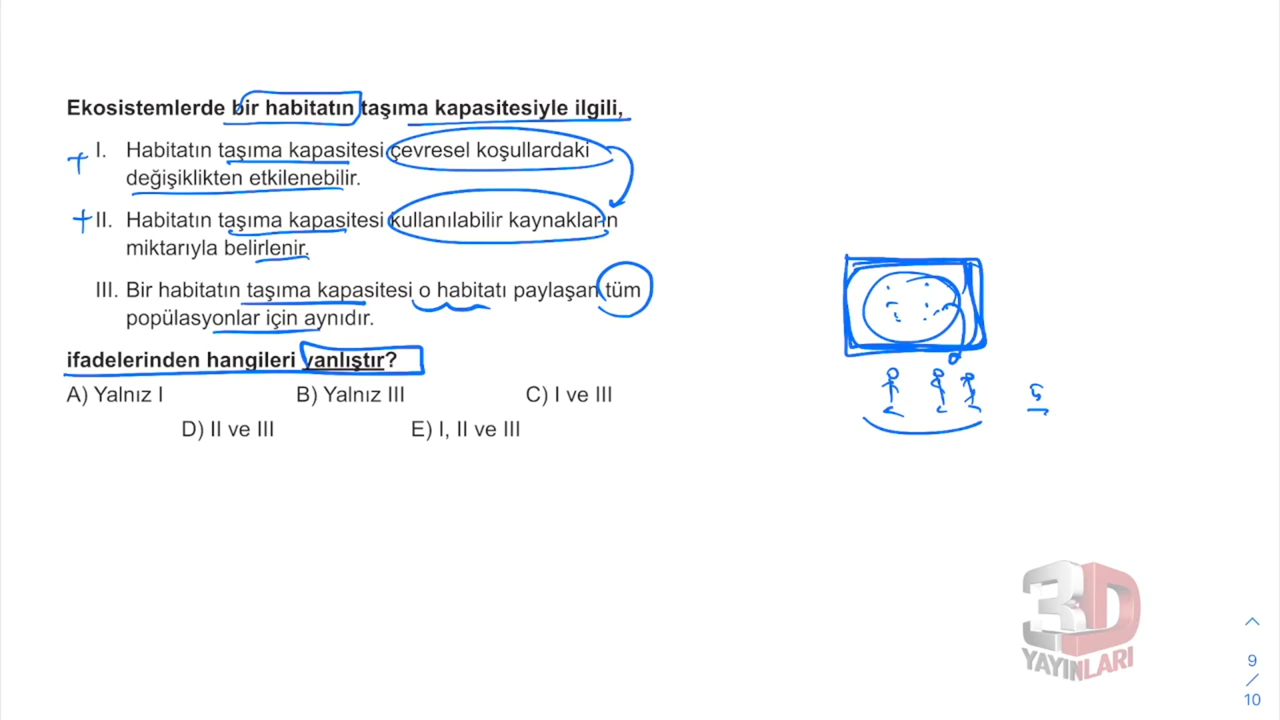 Ekosistemlerde bir habitatın taşıma kapasitesiyle ilgili,
+ I. Habitatın taşıma kapasitesi çevresel koşullardaki
değişiklikten etkilenebilir.
+ II. Habitatın taşıma kapasitesi kullanılabilir kaynakların
miktarıyla belirlenir.
III. Bir habitatın taşıma kapasitesi o habitatı paylaşan tüm
popülasyonlar için aynıdır.
ifadelerinden hangileri yanlıştır?
A) Yalnız I B) Yalnız III C) I ve III
D) II ve III E) I, II ve III
3D
YAYINLARI
9
/
10